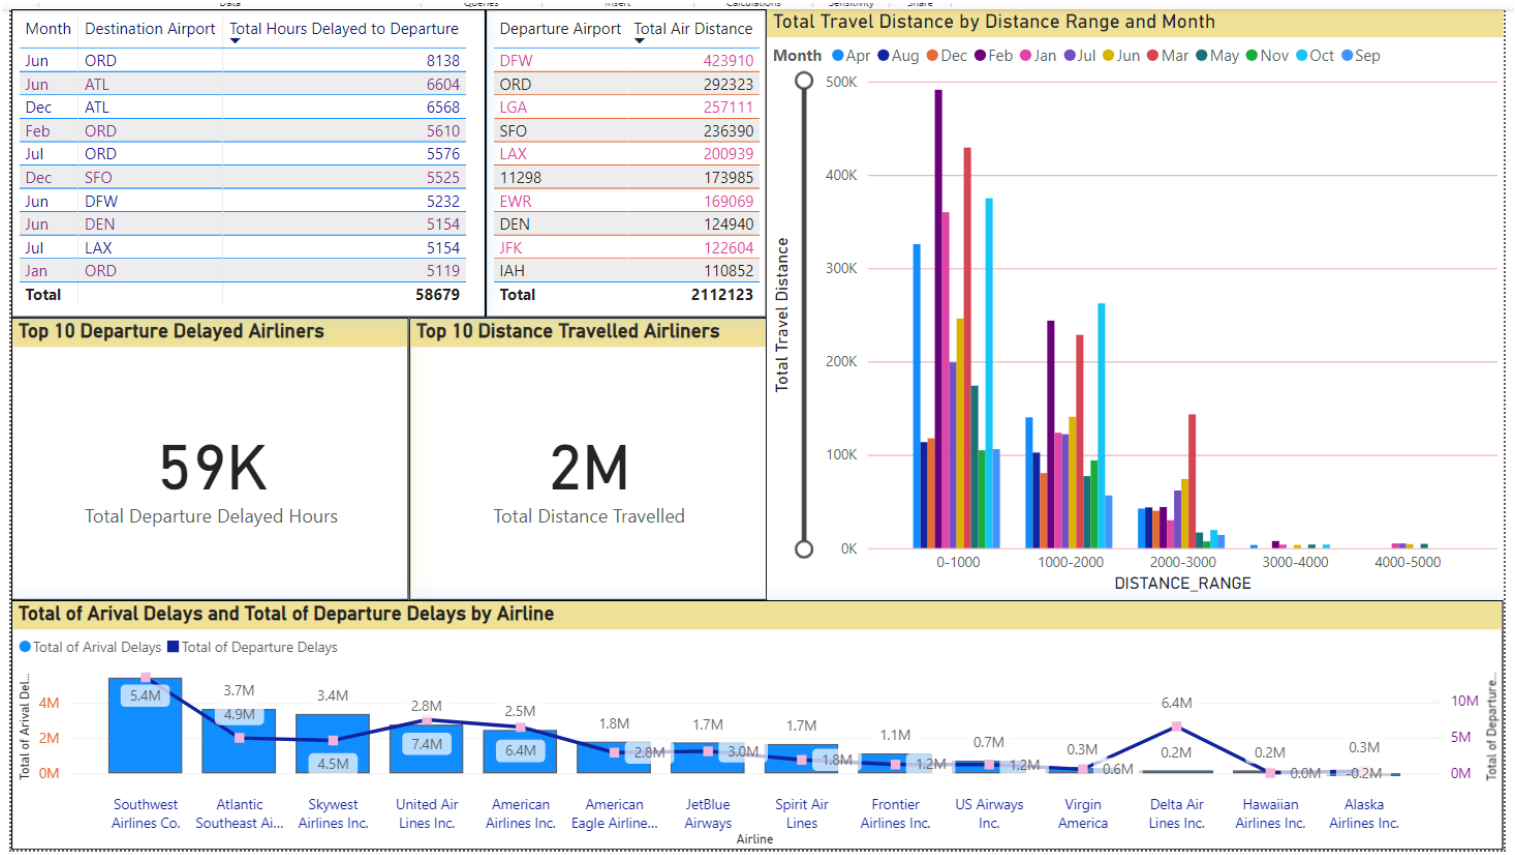 Data Queries Insert Calculations Sensitivity Share
Month Destination Airport Total Hours Delayed to Departure
Jun ORD 8138
Jun ATL 6604
Dec ATL 6568
Feb ORD 5610
Jul ORD 5576
Dec SFO 5525
Jun DFW 5232
Jun DEN 5154
Jul LAX 5154
Jan ORD 5119
Total 58679
Departure Airport Total Air Distance
DFW 423910
ORD 292323
LGA 257111
SFO 236390
LAX 200939
11298 173985
EWR 169069
DEN 124940
JFK 122604
IAH 110852
Total 2112123
Total Travel Distance by Distance Range and Month
Month Apr Aug Dec Feb Jan Jul Jun Mar May Nov Oct Sep
Total Travel Distance
500K
400K
300K
200K
100K
0K
0-1000 1000-2000 2000-3000 3000-4000 4000-5000
DISTANCE_RANGE
Top 10 Departure Delayed Airliners
59K
Total Departure Delayed Hours
Top 10 Distance Travelled Airliners
2M
Total Distance Travelled
Total of Arival Delays and Total of Departure Delays by Airline
Total of Arival Delays Total of Departure Delays
Total of Arival Del...
4M
2M
0M
5.4M 3.7M 3.4M 2.8M 2.5M 1.8M 1.7M 1.7M 1.1M 0.7M 0.3M 6.4M 0.2M 0.3M
4.9M 4.5M 7.4M 6.4M 2.8M 3.0M 1.8M 1.2M 1.2M 0.6M 0.2M 0.0M -0.2M
10M
5M
0M
Total of Departure...
Southwest Airlines Co.
Atlantic Southeast Ai...
Skywest Airlines Inc.
United Air Lines Inc.
American Airlines Inc.
American Eagle Airline...
JetBlue Airways
Spirit Air Lines
Frontier Airlines Inc.
US Airways Inc.
Virgin America
Delta Air Lines Inc.
Hawaiian Airlines Inc.
Alaska Airlines Inc.
Airline